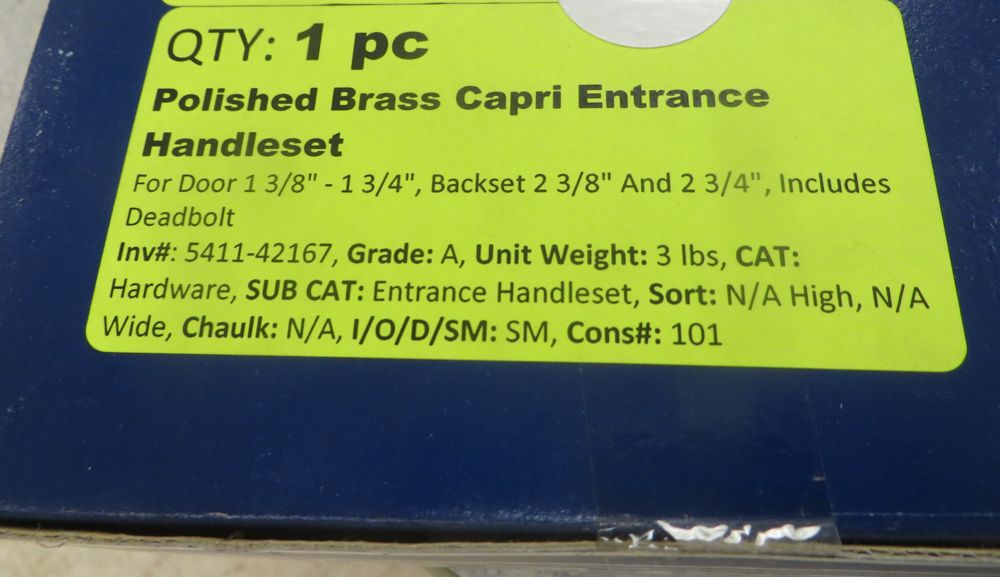 QTY: 1 pc
Polished Brass Capri Entrance
Handleset
For Door 1 3/8" - 1 3/4", Backset 2 3/8" And 2 3/4", Includes
Deadbolt
Inv#: 5411-42167, Grade: A, Unit Weight: 3 lbs, CAT:
Hardware, SUB CAT: Entrance Handleset, Sort: N/A High, N/A
Wide, Chaulk: N/A, I/O/D/SM: SM, Cons#: 101